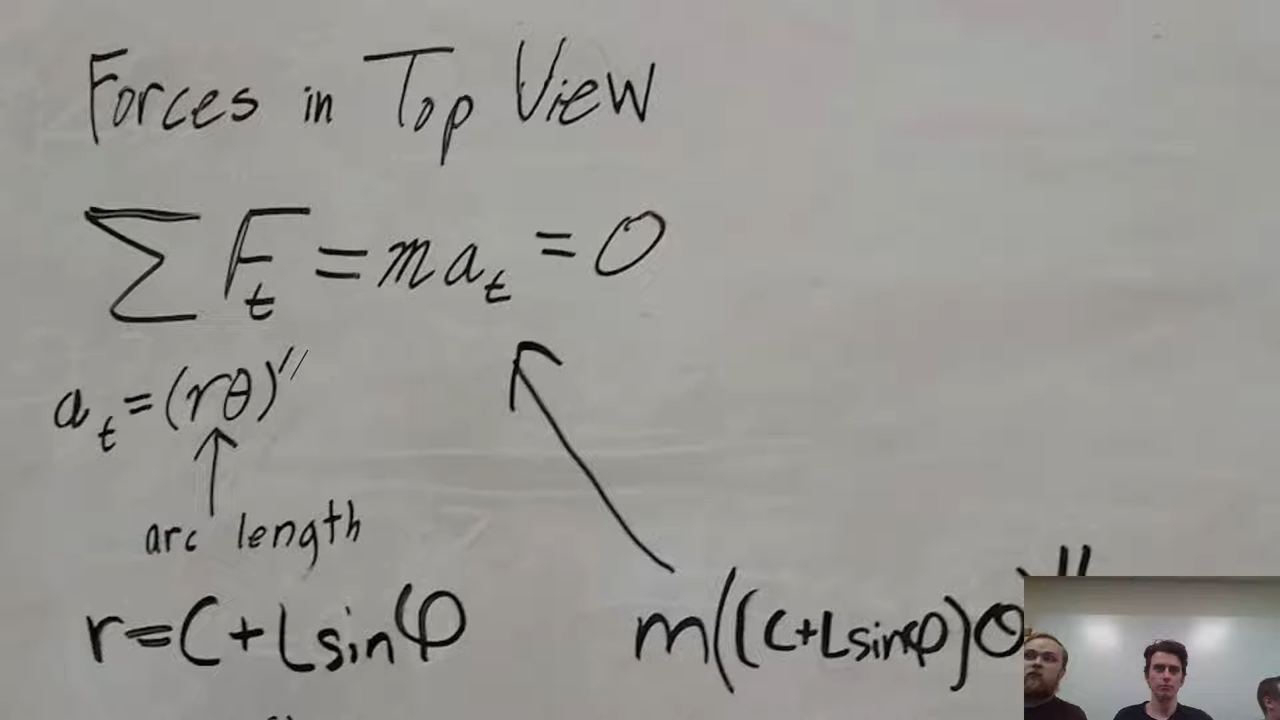 Forces in Top View
∑F_t = ma_t = 0
a_t = (rθ)''
arc length
r = C + L sin φ
m((C + L sin φ)θ)''